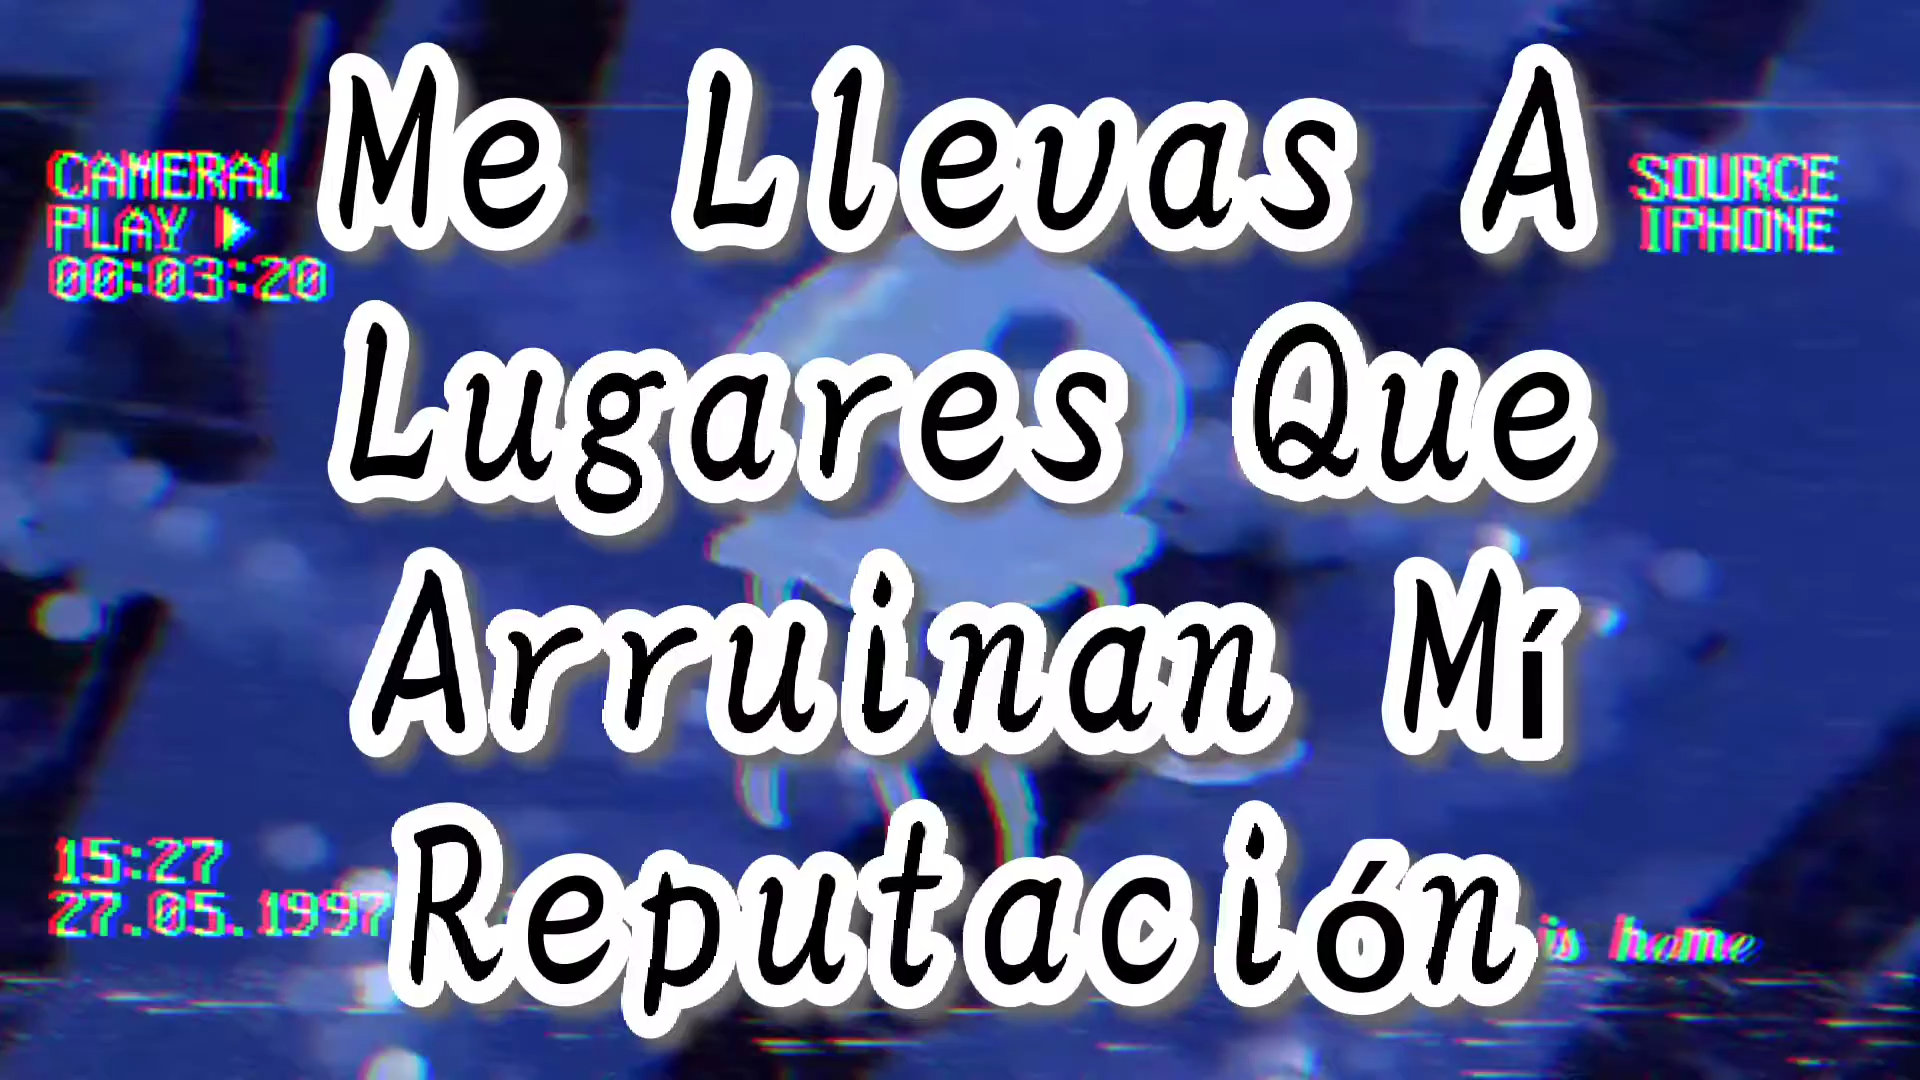 Me Llevas A
Lugares Que
Arruinan Mí
Reputación
CAMERA1
PLAY
00:03:20
SOURCE
IPHONE
15:27
27.05.1997
is home